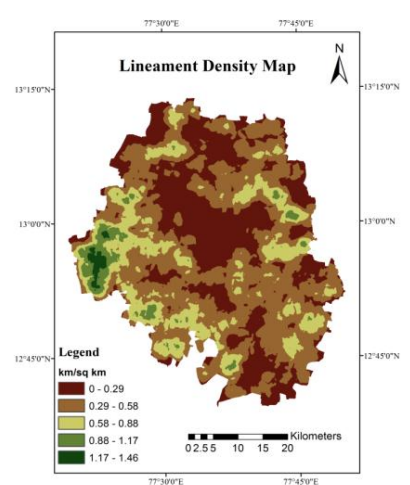 77°30'0"E 77°45'0"E
N
Lineament Density Map
13°15'0"N 13°15'0"N
13°0'0"N 13°0'0"N
12°45'0"N 12°45'0"N
Legend
km/sq km
0 - 0.29
0.29 - 0.58
0.58 - 0.88
0.88 - 1.17
1.17 - 1.46
Kilometers
0 2.5 5 10 15 20
77°30'0"E 77°45'0"E